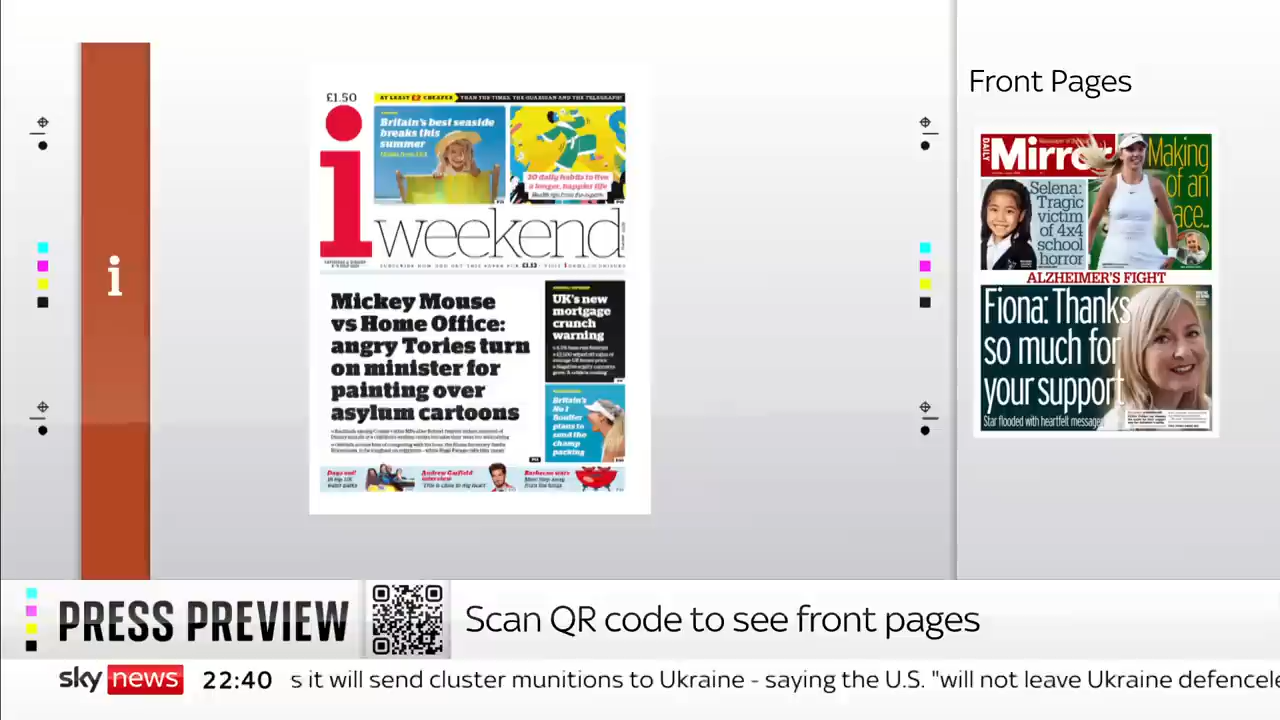 £1.50
AT LEAST £2 CHEAPER THAN THE TIMES, THE GUARDIAN AND THE TELEGRAPH!
Britain's best seaside
breaks this
summer
20 daily habits to live
a longer, happier life
i weekend
Mickey Mouse
vs Home Office:
angry Tories turn
on minister for
painting over
asylum cartoons
UK's new
mortgage
crunch
warning
Britain's
No 1
Boulter
plans to
send the
champ
packing
Days out!
Andrew Garfield
interview
Barbecue wars
i
Front Pages
DAILY
Mirror
Making
of an
ace...
Selena:
Tragic
victim
of 4x4
school
horror
ALZHEIMER'S FIGHT
Fiona: Thanks
so much for
your support
Star flooded with heartfelt messages
PRESS PREVIEW
Scan QR code to see front pages
sky news 22:40 s it will send cluster munitions to Ukraine - saying the U.S. "will not leave Ukraine defencele